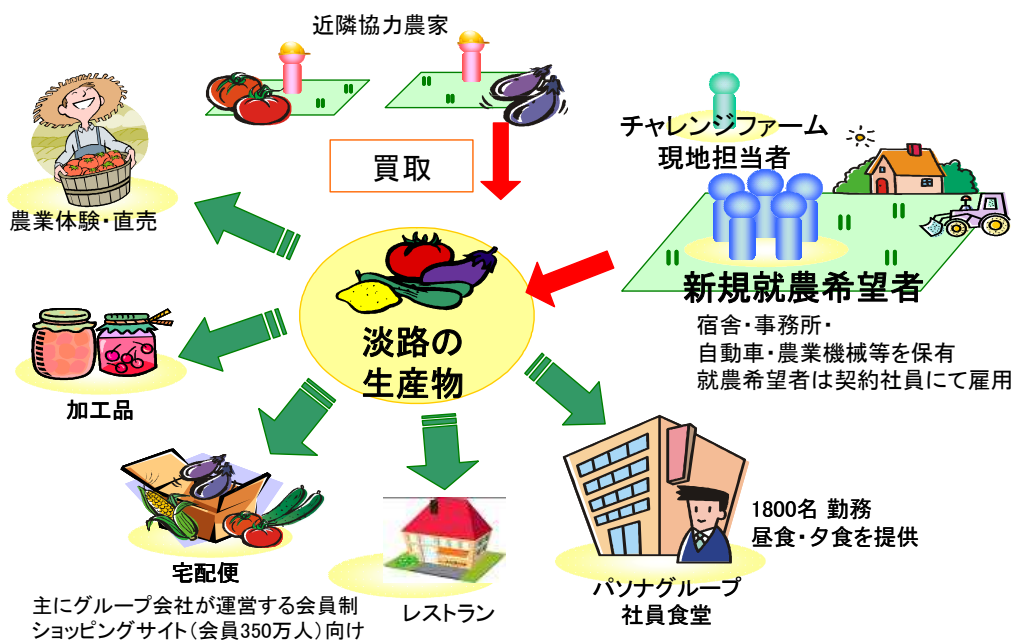 近隣協力農家
買取
チャレンジファーム
現地担当者
新規就農希望者
宿舎・事務所・
自動車・農業機械等を保有
就農希望者は契約社員にて雇用
農業体験・直売
淡路の
生産物
加工品
宅配便
主にグループ会社が運営する会員制
ショッピングサイト（会員350万人）向け
レストラン
1800名 勤務
昼食・夕食を提供
パソナグループ
社員食堂